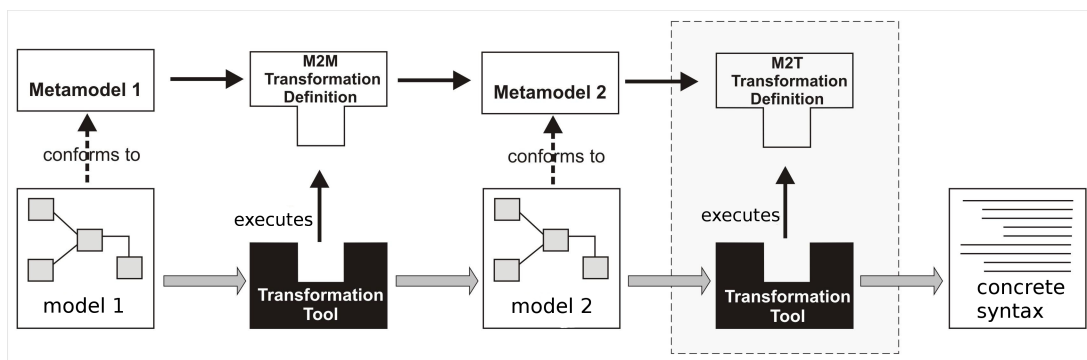 Metamodel 1
M2M
Transformation
Definition
Metamodel 2
M2T
Transformation
Definition
conforms to
conforms to
executes
executes
model 1
Transformation
Tool
model 2
Transformation
Tool
concrete
syntax